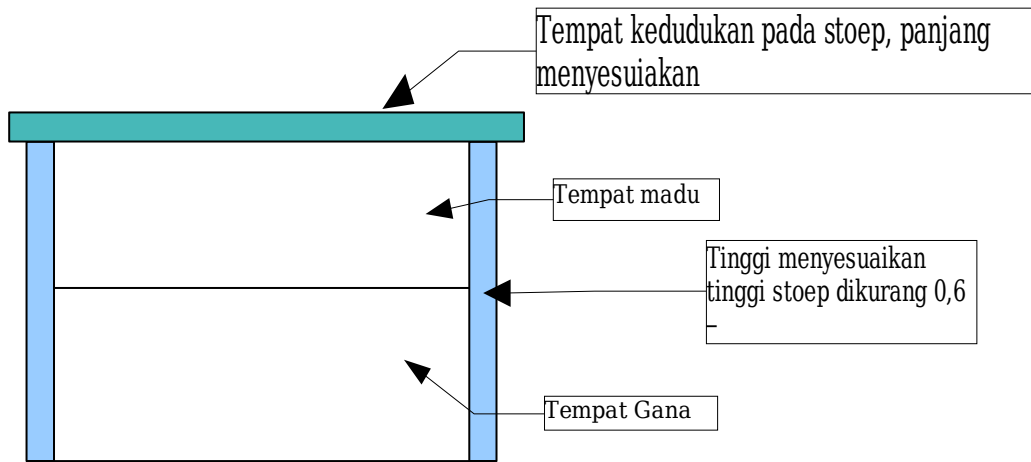 Tempat kedudukan pada stoep, panjang
menyesuiakan
Tempat madu
Tinggi menyesuaikan
tinggi stoep dikurang 0,6
–
Tempat Gana